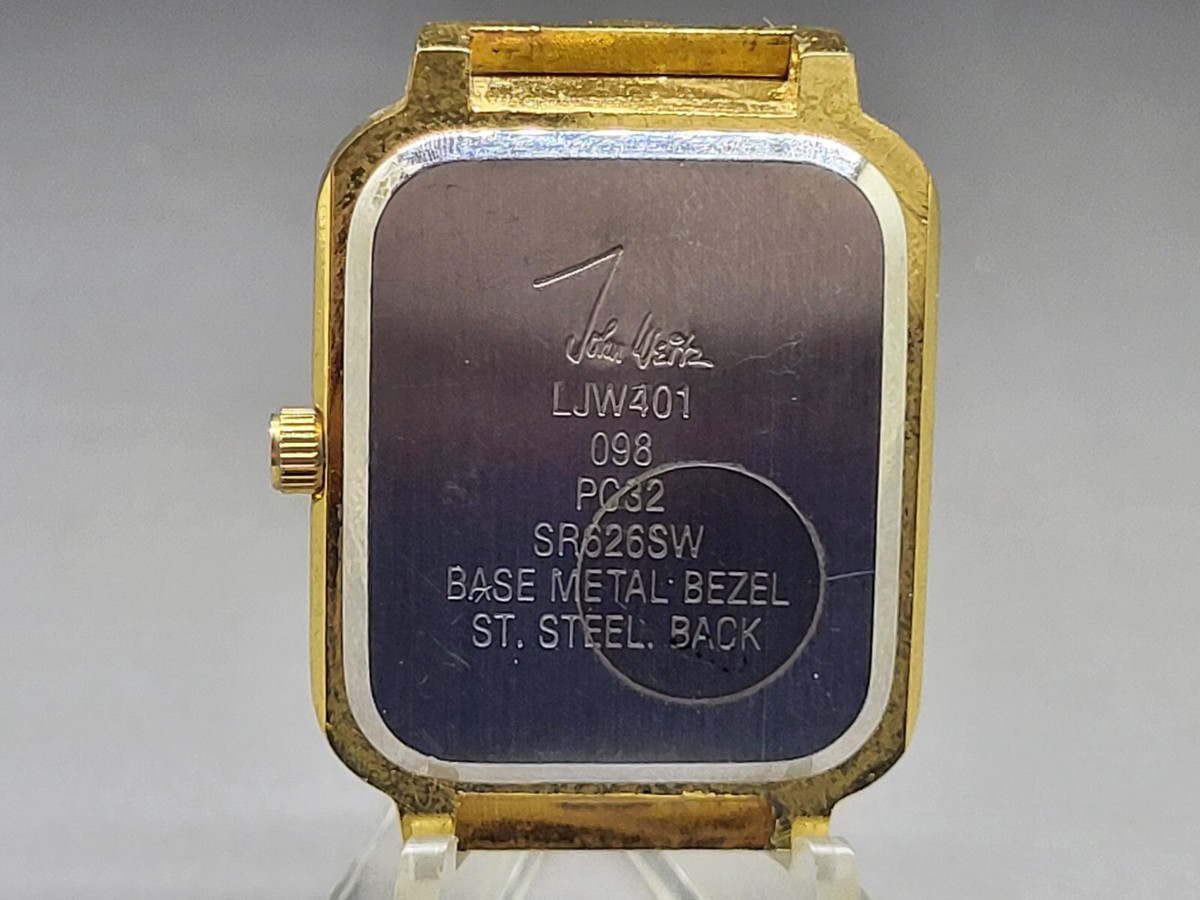 John Weitz
LJW401
098
PC32
SR626SW
BASE METAL BEZEL
ST. STEEL. BACK